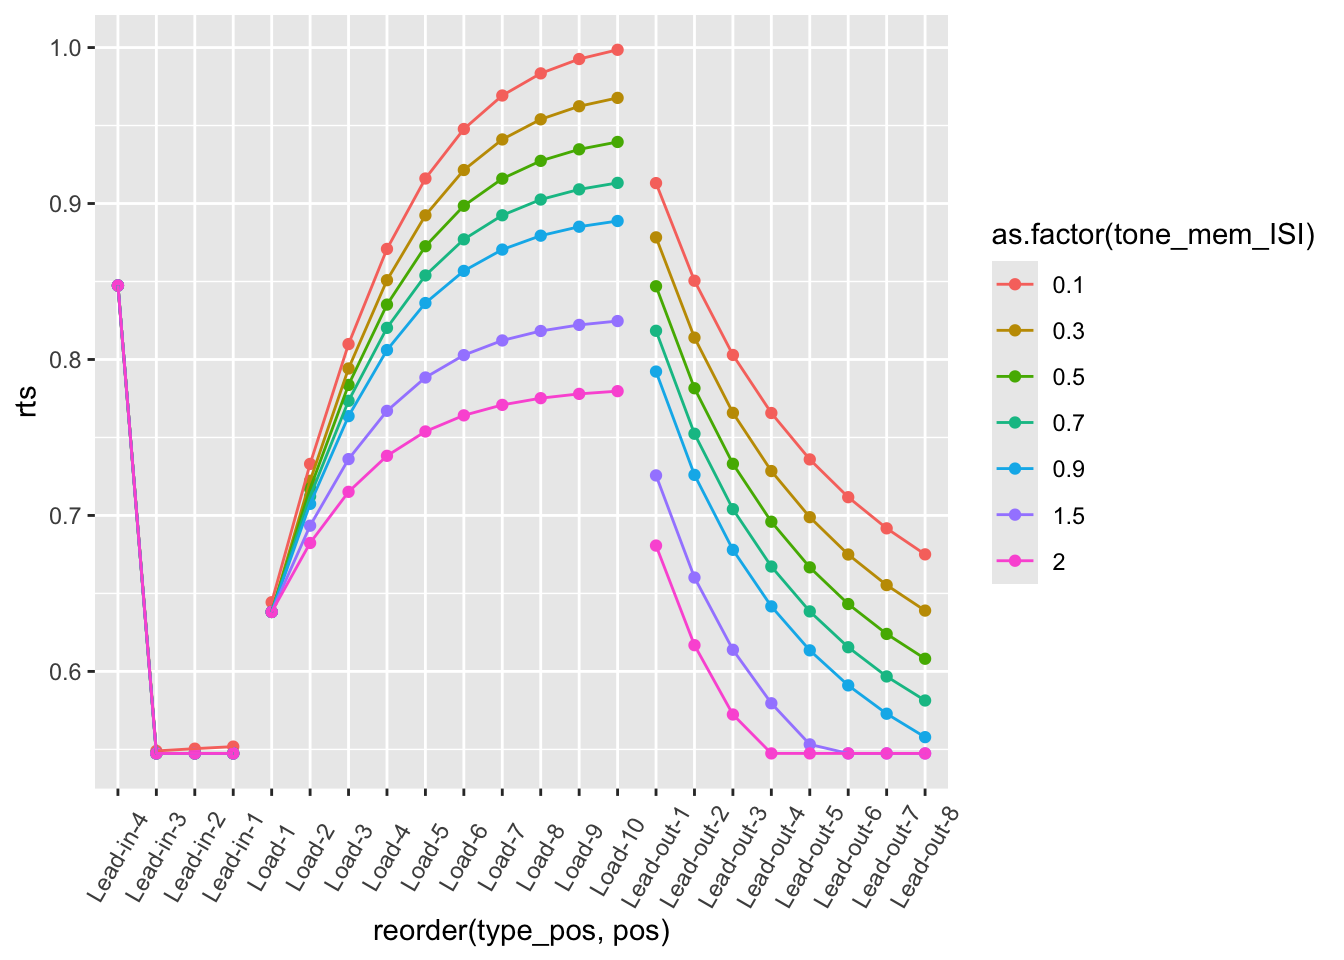 1.0
0.9
0.8
0.7
0.6
rts
Lead-in-4
Lead-in-3
Lead-in-2
Lead-in-1
Load-1
Load-2
Load-3
Load-4
Load-5
Load-6
Load-7
Load-8
Load-9
Load-10
Lead-out-1
Lead-out-2
Lead-out-3
Lead-out-4
Lead-out-5
Lead-out-6
Lead-out-7
Lead-out-8
reorder(type_pos, pos)
as.factor(tone_mem_ISI)
0.1
0.3
0.5
0.7
0.9
1.5
2